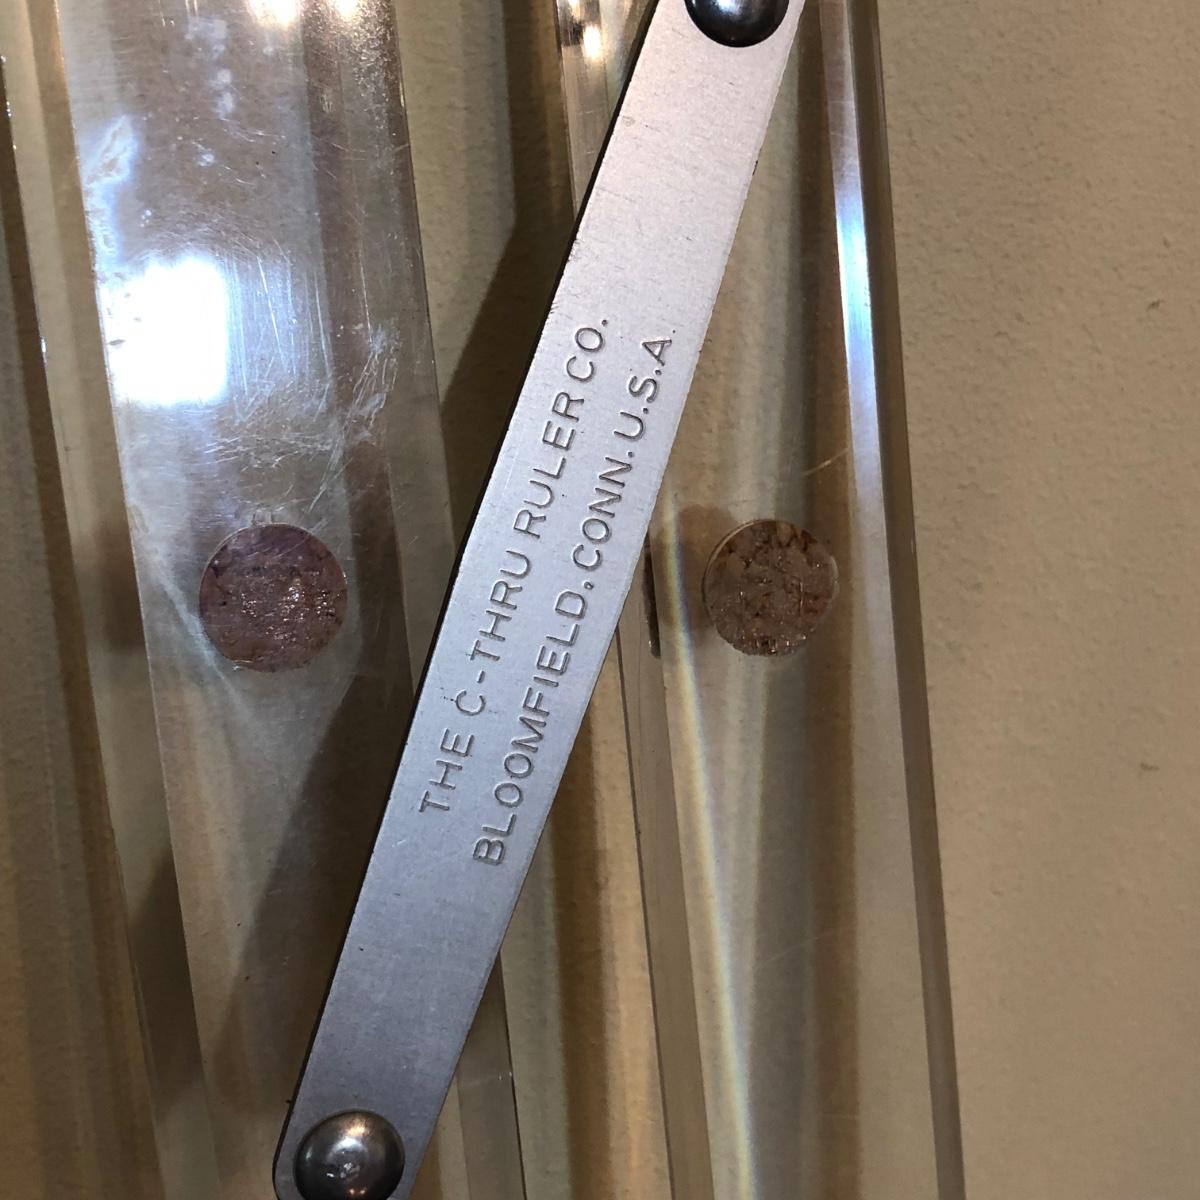 THE C-THRU RULER CO.
BLOOMFIELD. CONN. U.S.A.